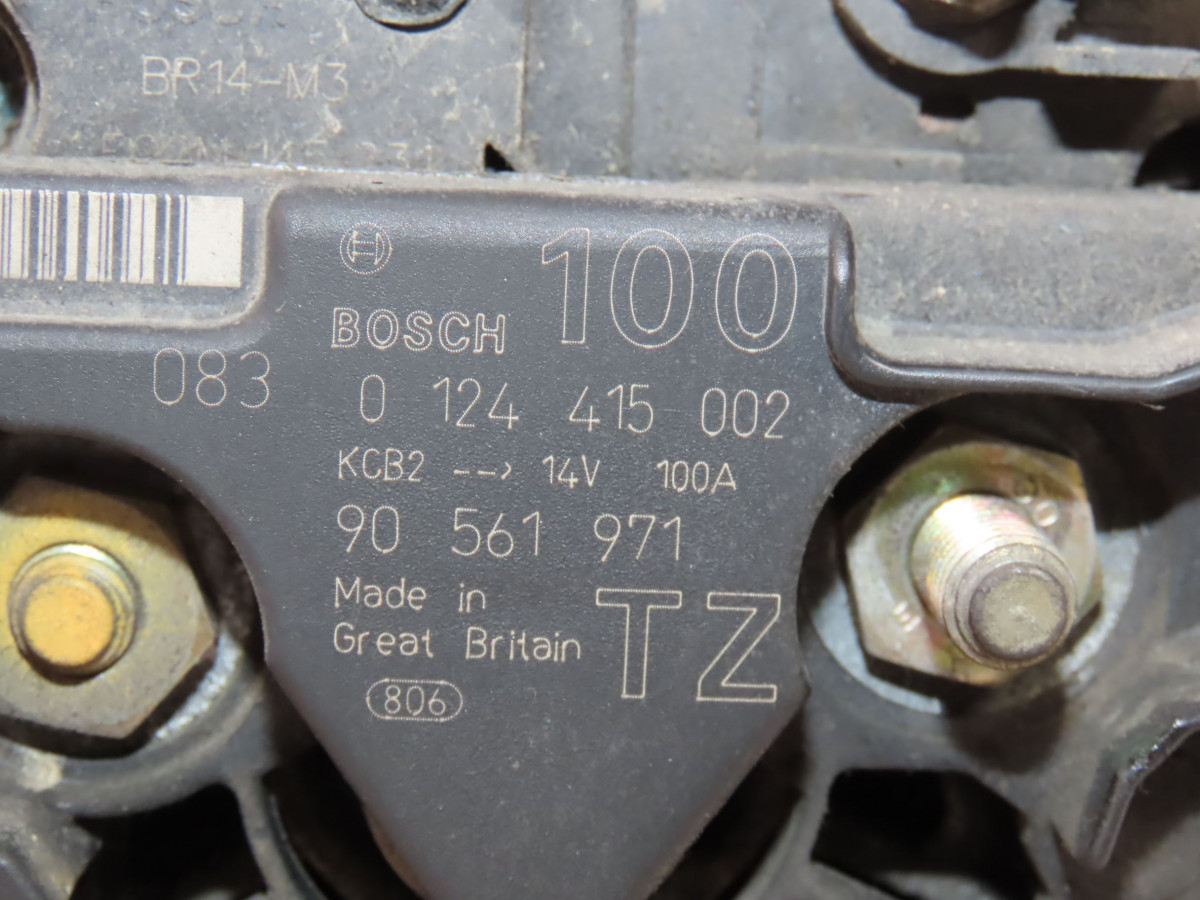 BR14-M3
BOSCH
100
083
0 124 415 002
KCB2 --> 14V 100A
90 561 971
Made in
Great Britain
TZ
806